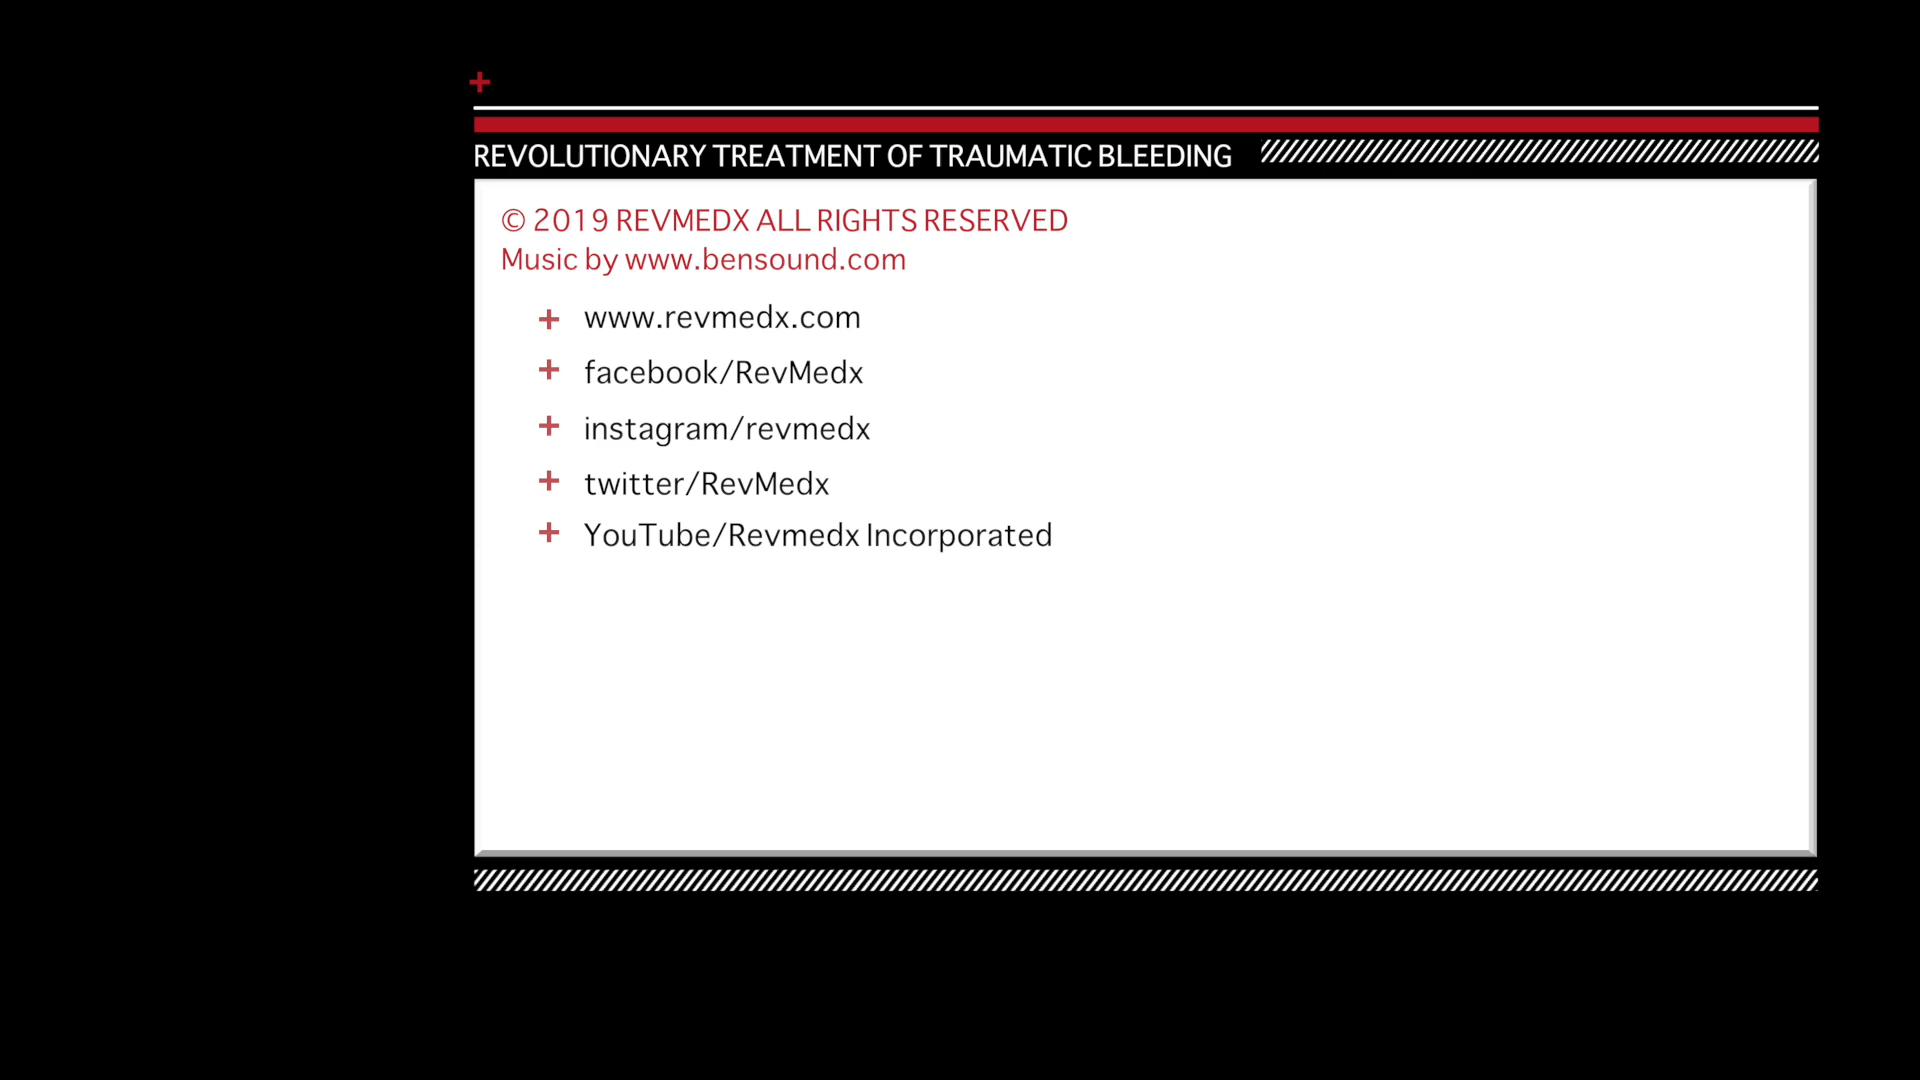 REVOLUTIONARY TREATMENT OF TRAUMATIC BLEEDING
© 2019 REVMEDX ALL RIGHTS RESERVED
Music by www.bensound.com
www.revmedx.com
facebook/RevMedx
instagram/revmedx
twitter/RevMedx
YouTube/Revmedx Incorporated